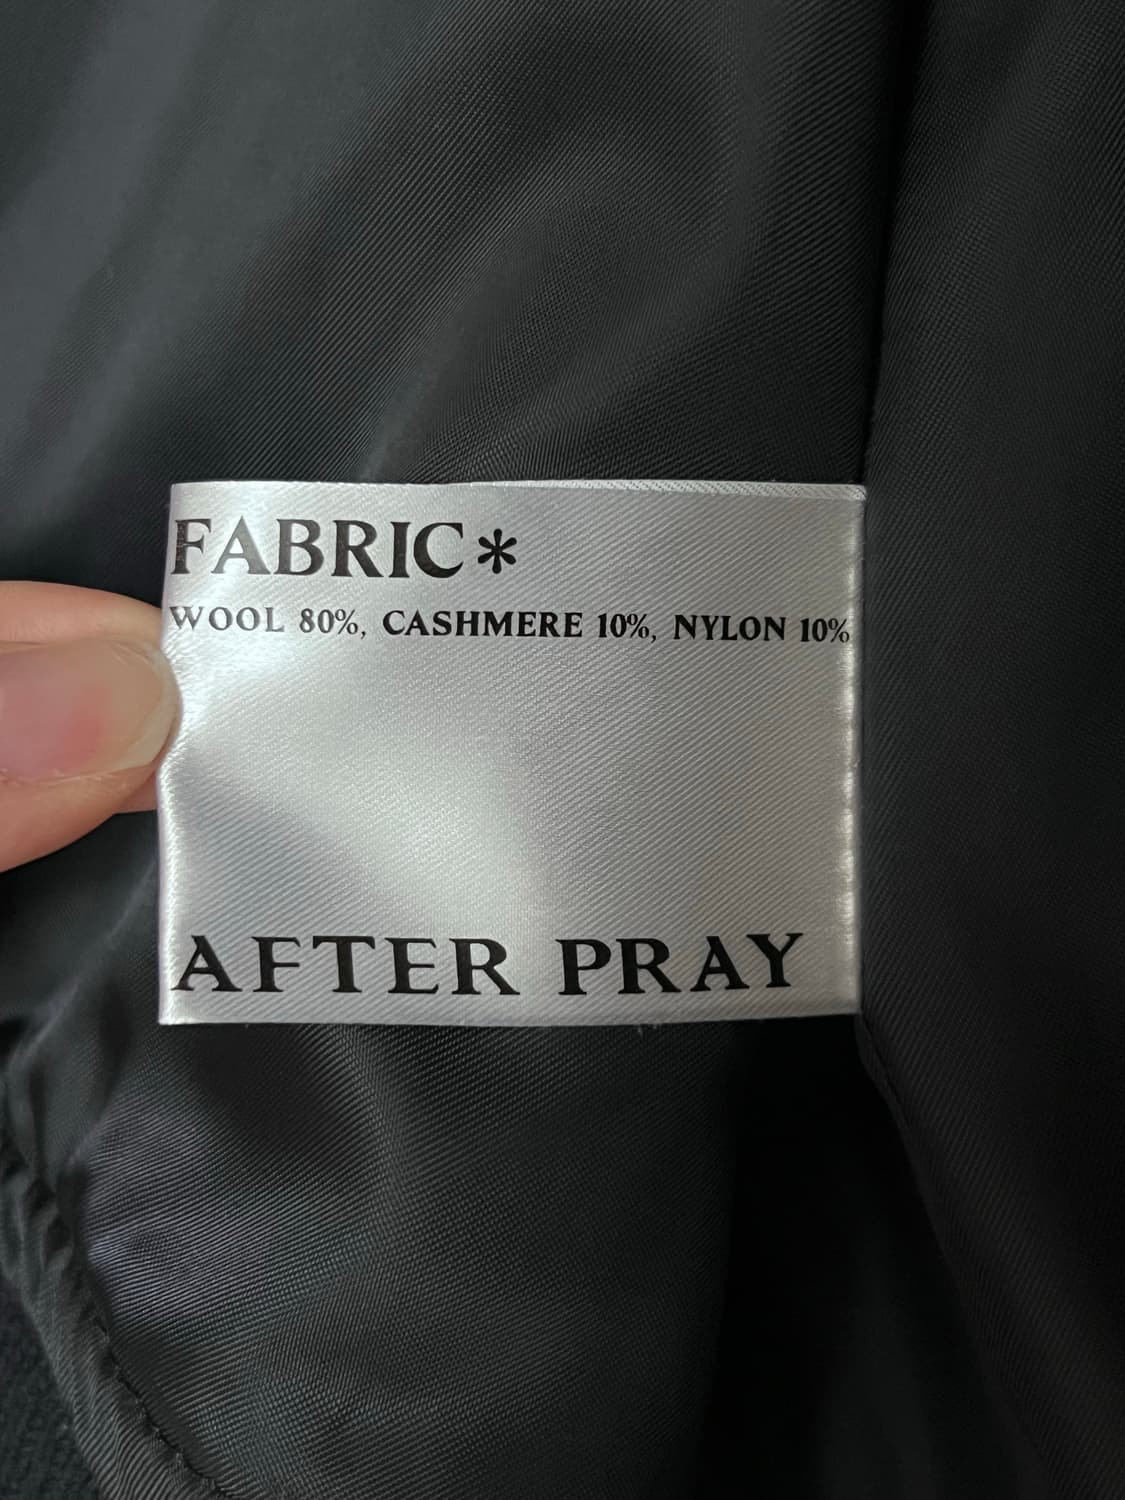 FABRIC*
WOOL 80%, CASHMERE 10%, NYLON 10%
AFTER PRAY